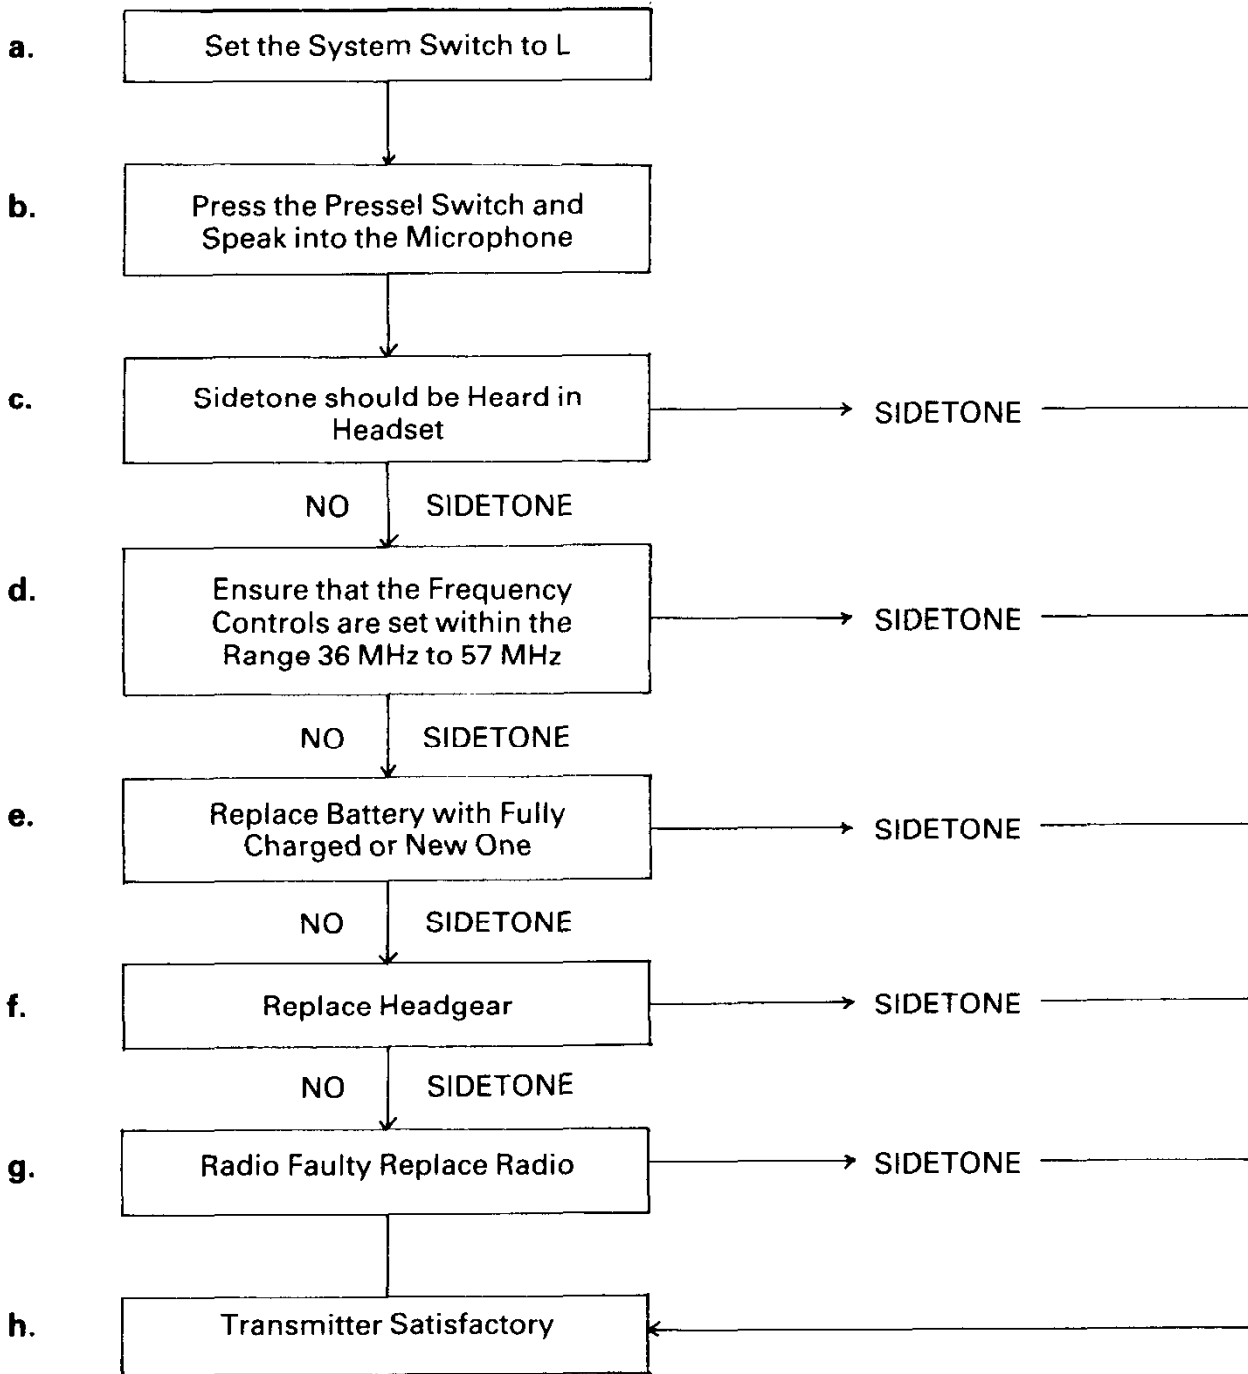 a. Set the System Switch to L
b. Press the Pressel Switch and
Speak into the Microphone
c. Sidetone should be Heard in
Headset
SIDETONE
NO SIDETONE
d. Ensure that the Frequency
Controls are set within the
Range 36 MHz to 57 MHz
SIDETONE
NO SIDETONE
e. Replace Battery with Fully
Charged or New One
SIDETONE
NO SIDETONE
f. Replace Headgear
SIDETONE
NO SIDETONE
g. Radio Faulty Replace Radio
SIDETONE
h. Transmitter Satisfactory